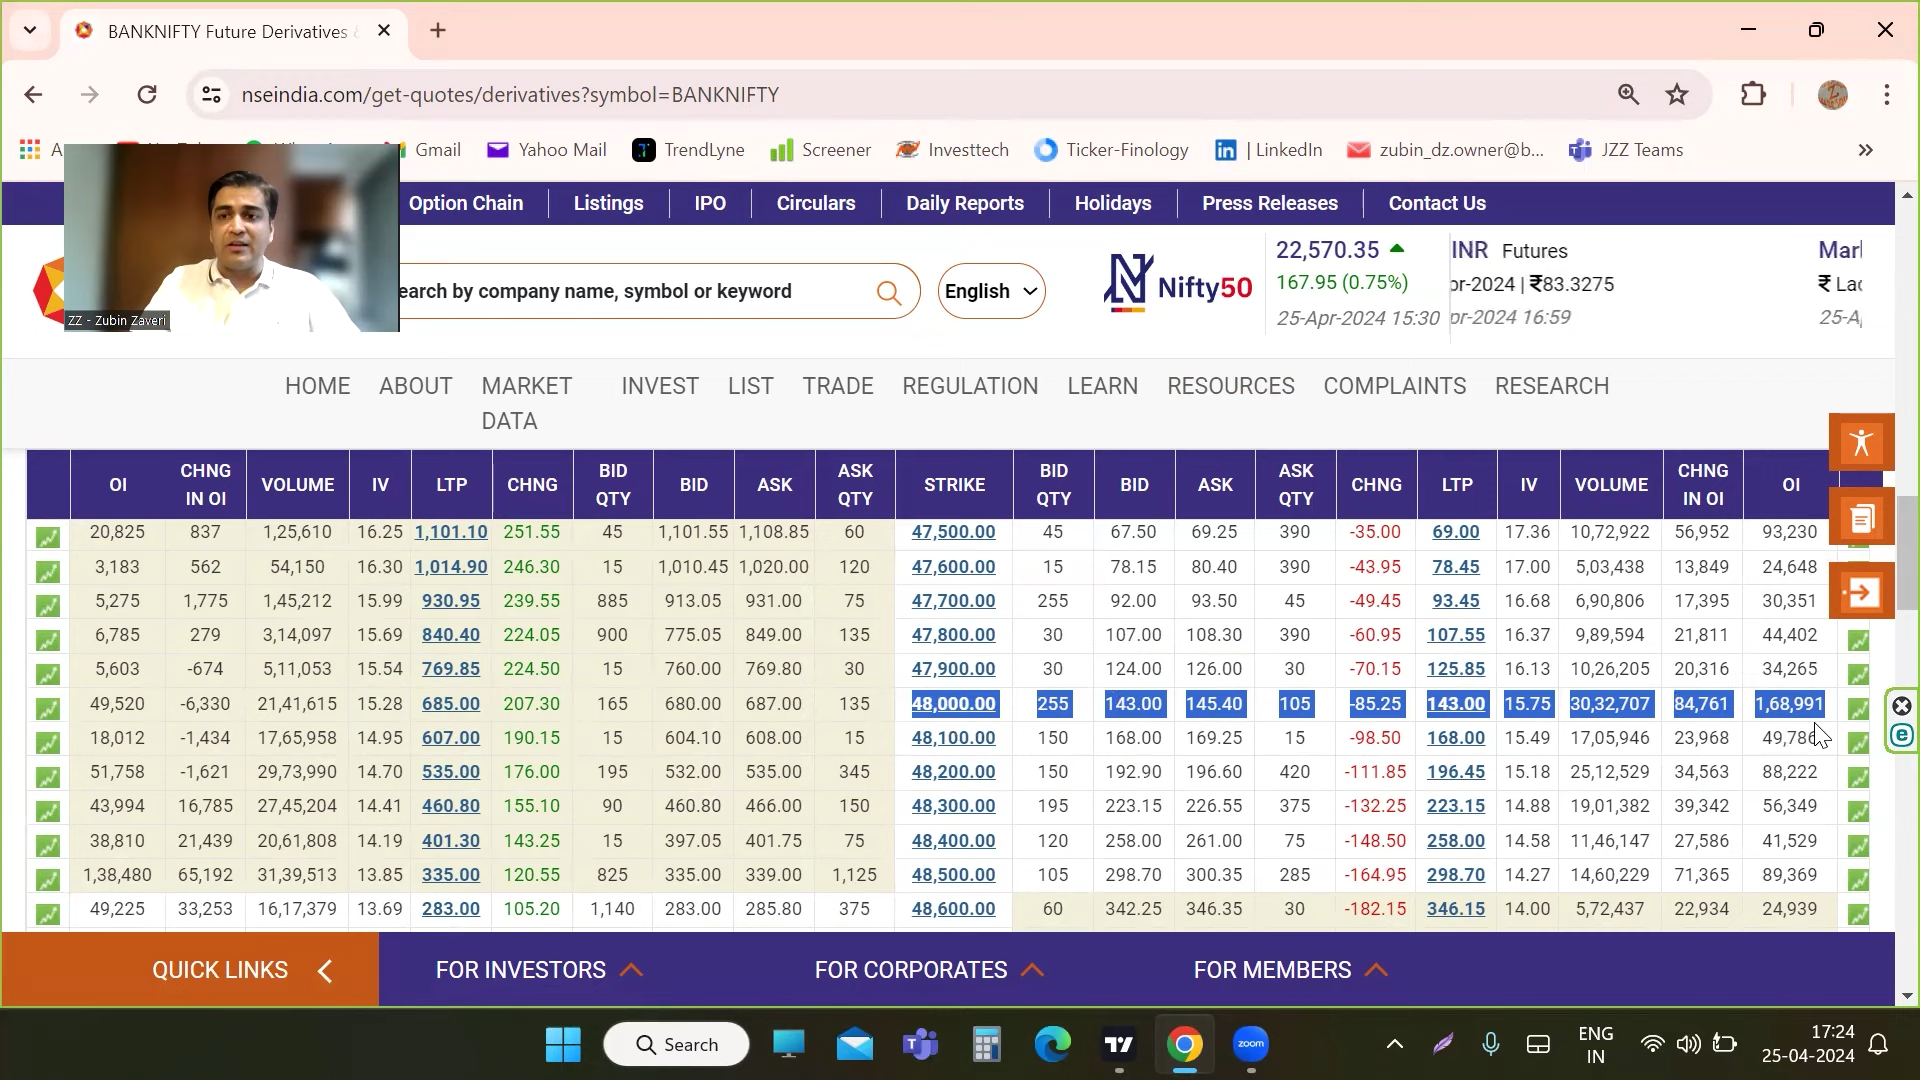 BANKNIFTY Future Derivatives
nseindia.com/get-quotes/derivatives?symbol=BANKNIFTY
Gmail Yahoo Mail TrendLyne Screener Investtech Ticker-Finology | LinkedIn zubin_dz.owner@b... JZZ Teams
Option Chain Listings IPO Circulars Daily Reports Holidays Press Releases Contact Us
ZZ - Zubin Zaveri
earch by company name, symbol or keyword
English
Nifty50
22,570.35
167.95 (0.75%)
25-Apr-2024 15:30
INR Futures
pr-2024 | ₹83.3275
pr-2024 16:59
₹ Lac
HOME ABOUT MARKET DATA INVEST LIST TRADE REGULATION LEARN RESOURCES COMPLAINTS RESEARCH
OI CHNG IN OI VOLUME IV LTP CHNG BID QTY BID ASK ASK QTY STRIKE BID QTY BID ASK ASK QTY CHNG LTP IV VOLUME CHNG IN OI OI
20,825 837 1,25,610 16.25 1,101.10 251.55 45 1,101.55 1,108.85 60 47,500.00 45 67.50 69.25 390 -35.00 69.00 17.36 10,72,922 56,952 93,230
3,183 562 54,150 16.30 1,014.90 246.30 15 1,010.45 1,020.00 120 47,600.00 15 78.15 80.40 390 -43.95 78.45 17.00 5,03,438 13,849 24,648
5,275 1,775 1,45,212 15.99 930.95 239.55 885 913.05 931.00 75 47,700.00 255 92.00 93.50 45 -49.45 93.45 16.68 6,90,806 17,395 30,351
6,785 279 3,14,097 15.69 840.40 224.05 900 775.05 849.00 135 47,800.00 30 107.00 108.30 390 -60.95 107.55 16.37 9,89,594 21,811 44,402
5,603 -674 5,11,053 15.54 769.85 224.50 15 760.00 769.80 30 47,900.00 30 124.00 126.00 30 -70.15 125.85 16.13 10,26,205 20,316 34,265
49,520 -6,330 21,41,615 15.28 685.00 207.30 165 680.00 687.00 135 48,000.00 255 143.00 145.40 105 -85.25 143.00 15.75 30,32,707 84,761 1,68,991
18,012 -1,434 17,65,958 14.95 607.00 190.15 15 604.10 608.00 15 48,100.00 150 168.00 169.25 15 -98.50 168.00 15.49 17,05,946 23,968 49,786
51,758 -1,621 29,73,990 14.70 535.00 176.00 195 532.00 535.00 345 48,200.00 150 192.90 196.60 420 -111.85 196.45 15.18 25,12,529 34,563 88,222
43,994 16,785 27,45,204 14.41 460.80 155.10 90 460.80 466.00 150 48,300.00 195 223.15 226.55 375 -132.25 223.15 14.88 19,01,382 39,342 56,349
38,810 21,439 20,61,808 14.19 401.30 143.25 15 397.05 401.75 75 48,400.00 120 258.00 261.00 75 -148.50 258.00 14.58 11,46,147 27,586 41,529
1,38,480 65,192 31,39,513 13.85 335.00 120.55 825 335.00 339.00 1,125 48,500.00 105 298.70 300.35 285 -164.95 298.70 14.27 14,60,229 71,365 89,369
49,225 33,253 16,17,379 13.69 283.00 105.20 1,140 283.00 285.80 375 48,600.00 60 342.25 346.35 30 -182.15 346.15 14.00 5,72,437 22,934 24,939
QUICK LINKS FOR INVESTORS FOR CORPORATES FOR MEMBERS
Search
zoom
ENG
IN
17:24
25-04-2024